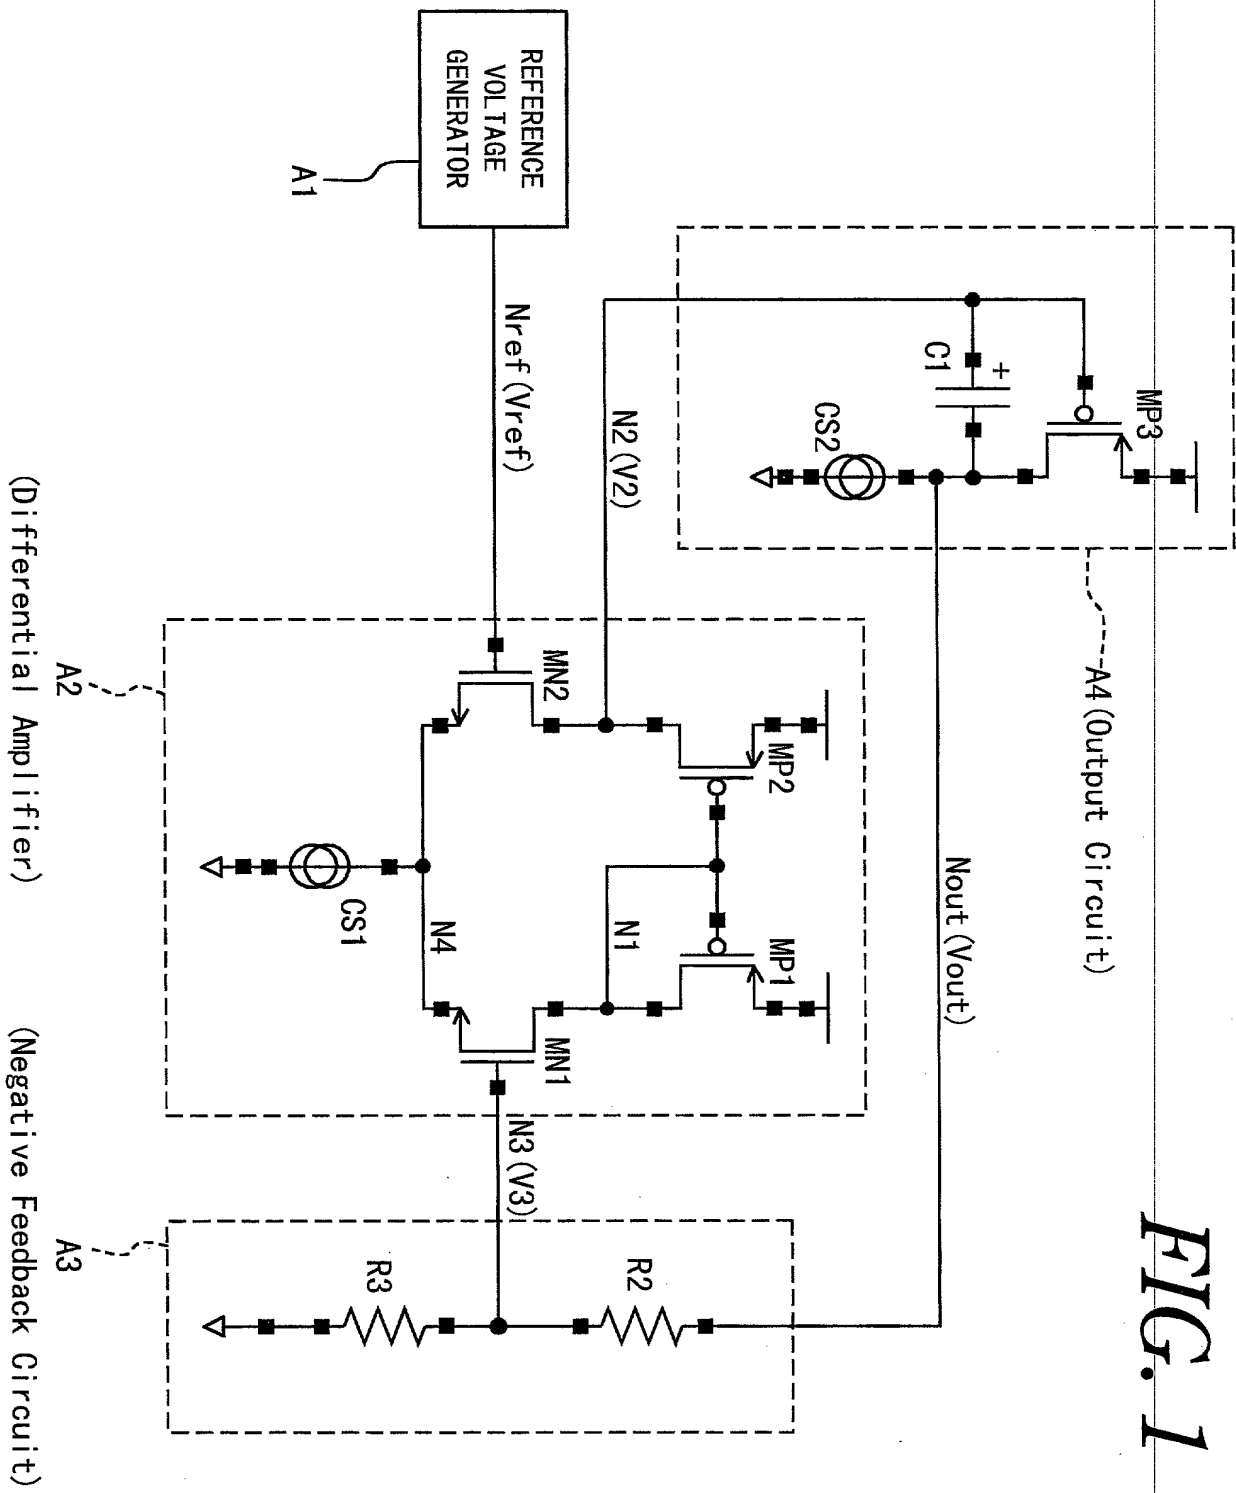 FIG. 1
A4(Output Circuit)
MP3
C1
+
CS2
Nout(Vout)
REFERENCE
VOLTAGE
GENERATOR
A1
Nref(Vref)
N2(V2)
MP2
MP1
N1
MN2
MN1
N4
CS1
N3(V3)
R2
R3
A2
A3
(Differential Amplifier)
(Negative Feedback Circuit)